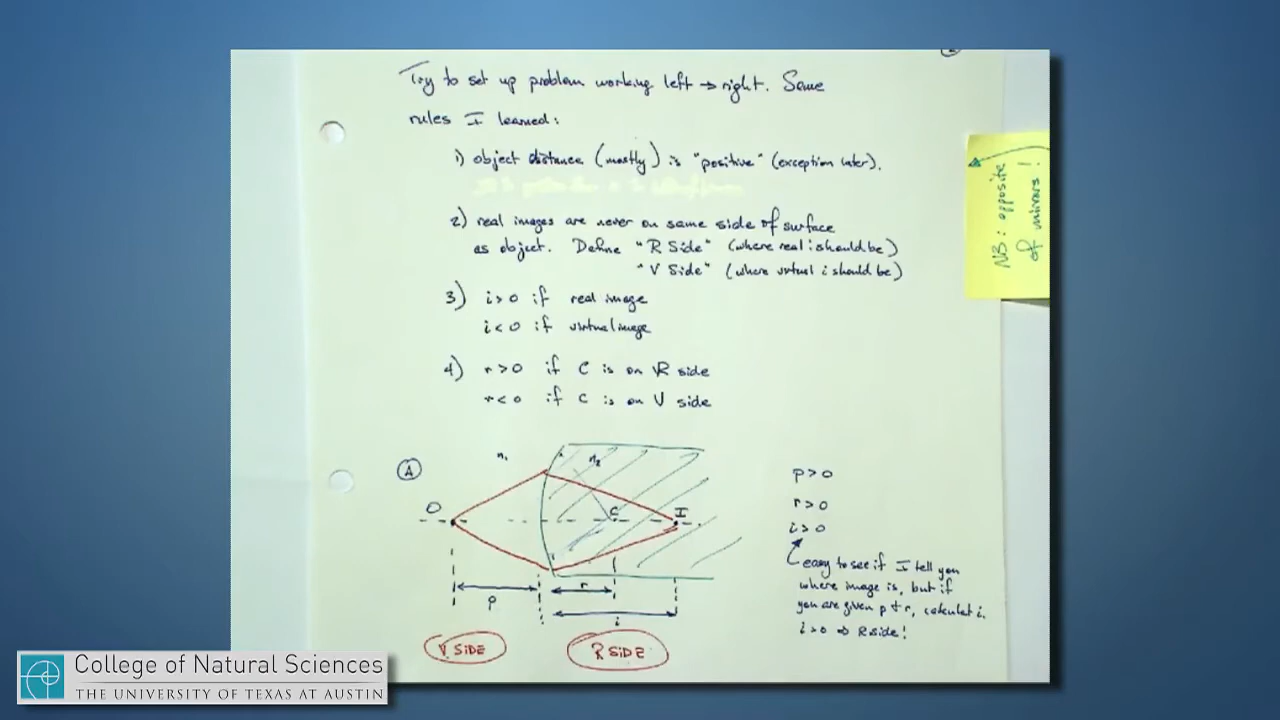 Try to set up problem working left → right. Same
rules I learned:
1) object distance (mostly) is "positive" (exception later).
2) real images are never on same side of surface
as object. Define "R Side" (where real i should be)
"V Side" (where virtual i should be)
NB: opposite
of mirrors!
3) i > 0 if real image
i < 0 if virtual image
4) r > 0 if C is on R side
r < 0 if C is on V side
A
n₁
n₂
O
C
I
p
r
i
V SIDE
R SIDE
p > 0
r > 0
i > 0
easy to see if I tell you
where image is, but if
you are given p + r, calculate i.
i > 0 ⇒ R side!
College of Natural Sciences
THE UNIVERSITY OF TEXAS AT AUSTIN